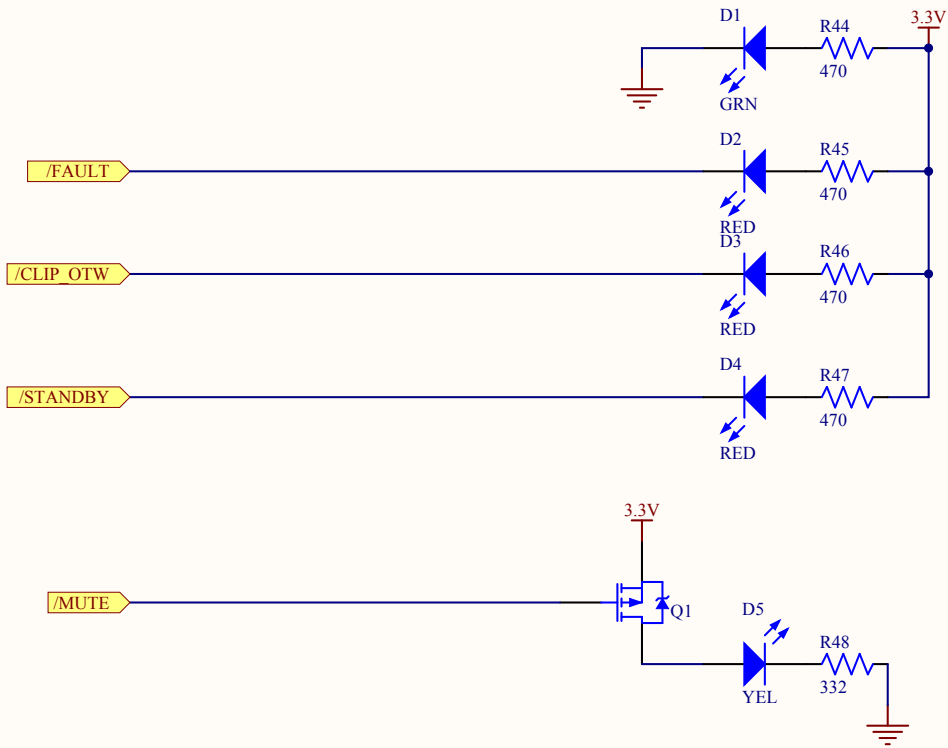 D1
3.3V
R44
470
GRN
D2
R45
/FAULT
470
RED
D3
R46
/CLIP_OTW
470
RED
D4
R47
/STANDBY
470
RED
3.3V
/MUTE
Q1
D5
R48
332
YEL